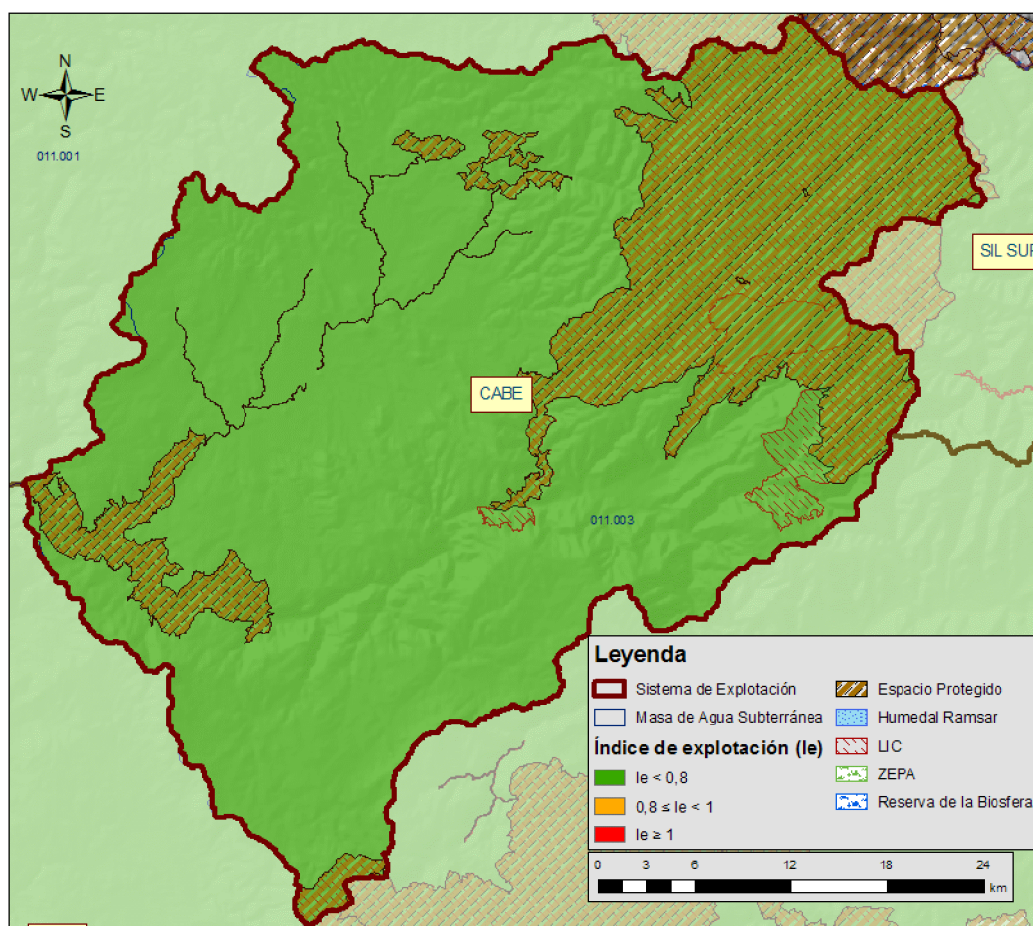 N
W E
S
011.001
SIL SUP
CABE
011.003
Leyenda
Sistema de Explotación
Masa de Agua Subterránea
Índice de explotación (Ie)
Ie < 0,8
0,8 ≤ Ie < 1
Ie ≥ 1
Espacio Protegido
Humedal Ramsar
LIC
ZEPA
Reserva de la Biosfera
0 3 6 12 18 24
km